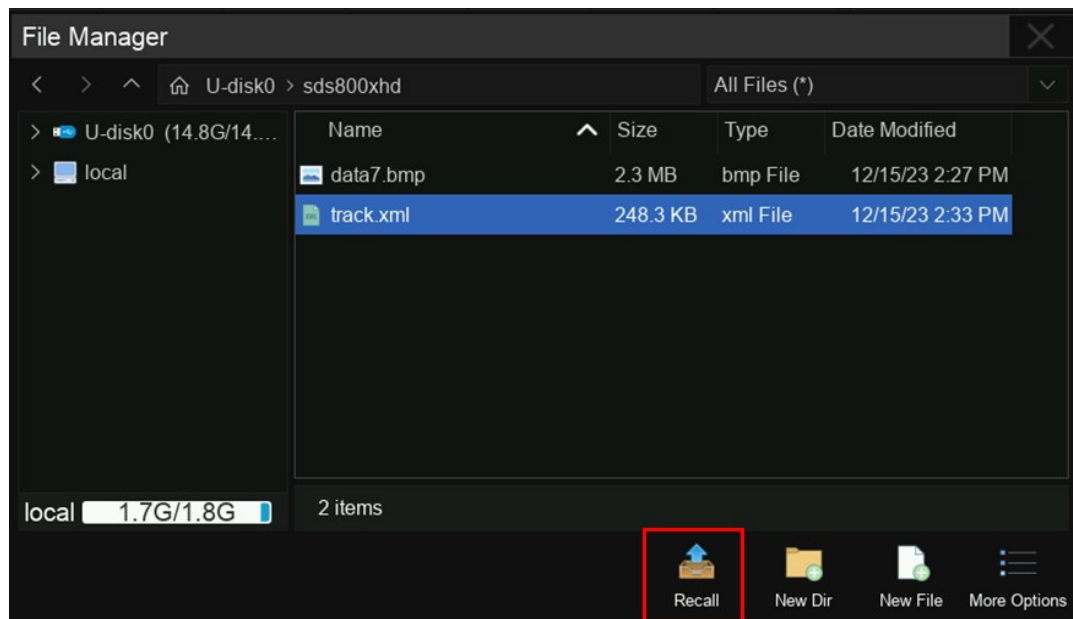 File Manager
U-disk0 > sds800xhd All Files (*)
U-disk0 (14.8G/14.... Name Size Type Date Modified
local data7.bmp 2.3 MB bmp File 12/15/23 2:27 PM
track.xml 248.3 KB xml File 12/15/23 2:33 PM
local 1.7G/1.8G 2 items
Recall New Dir New File More Options